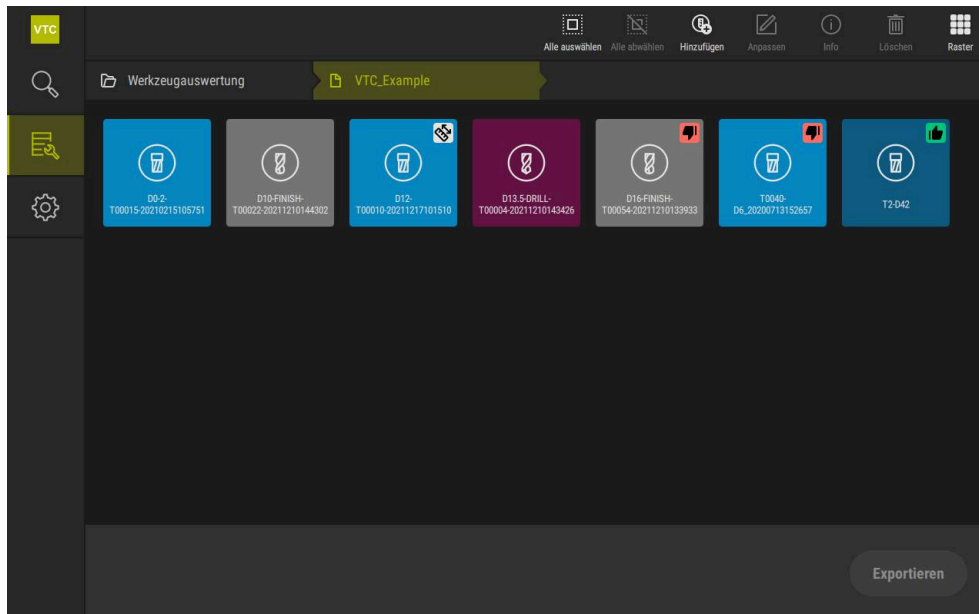 VTC
Alle auswählen Alle abwählen Hinzufügen Anpassen Info Löschen Raster
Werkzeugauswertung VTC_Example
D0-2-
T00015-20210215105751
D10-FINISH-
T00022-20211210144302
D12-
T00010-20211217101510
D13.5-DRILL-
T00004-20211210143426
D16-FINISH-
T00054-20211210133933
T0040-
D6_20200713152657
T2-D42
Exportieren